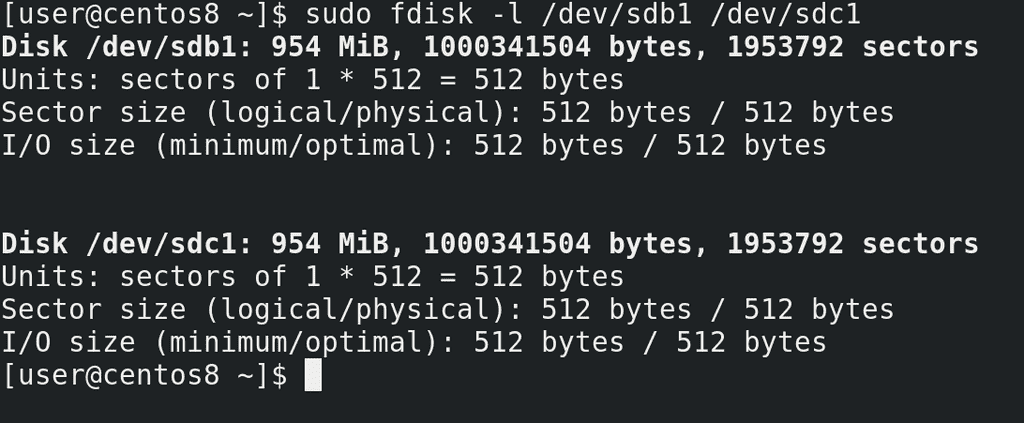 [user@centos8 ~]$ sudo fdisk -l /dev/sdb1 /dev/sdc1
Disk /dev/sdb1: 954 MiB, 1000341504 bytes, 1953792 sectors
Units: sectors of 1 * 512 = 512 bytes
Sector size (logical/physical): 512 bytes / 512 bytes
I/O size (minimum/optimal): 512 bytes / 512 bytes
Disk /dev/sdc1: 954 MiB, 1000341504 bytes, 1953792 sectors
Units: sectors of 1 * 512 = 512 bytes
Sector size (logical/physical): 512 bytes / 512 bytes
I/O size (minimum/optimal): 512 bytes / 512 bytes
[user@centos8 ~]$